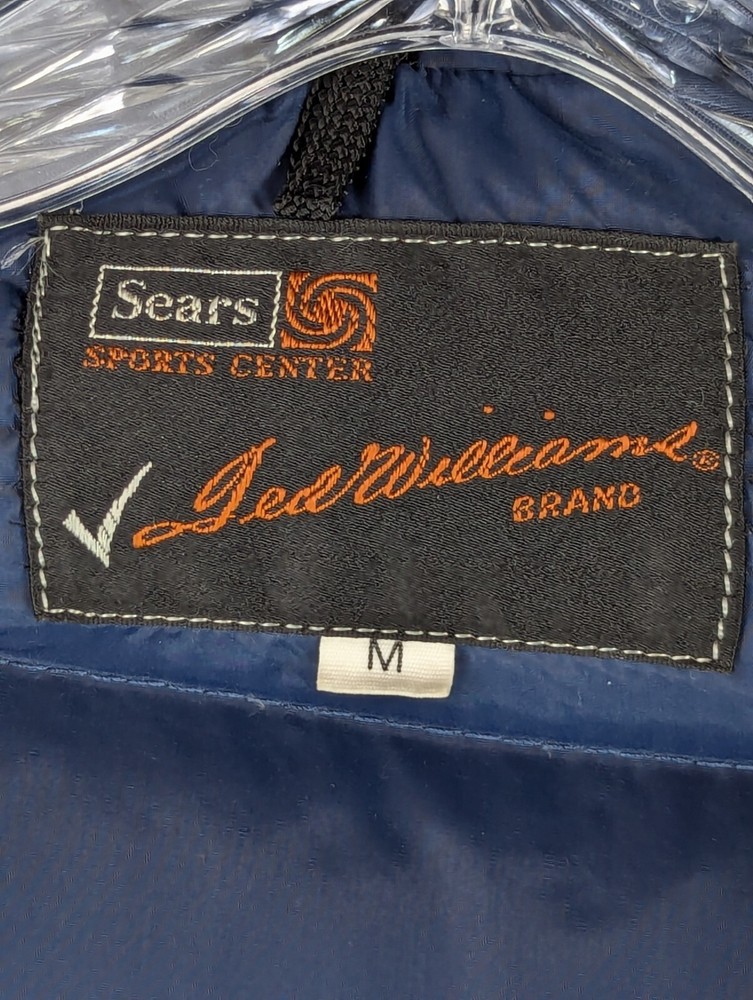 Sears
SPORTS CENTER
Ted Williams®
BRAND
M